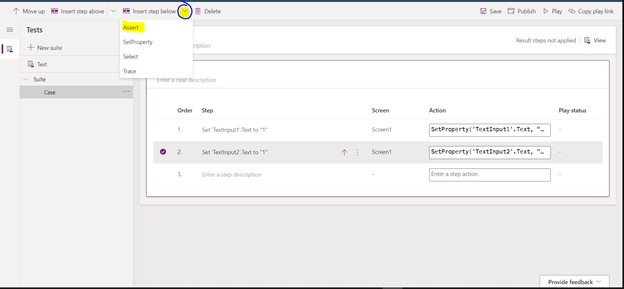 Move up Insert step above Insert step below Delete Save Publish Play Copy play link
Tests
Assert
SetProperty
Select
Trace
New suite
Test
Suite
Case
scription
Result steps not applied View
Enter a case description
Order Step Screen Action Play status
1. Set 'TextInput1'.Text to "1" Screen1 SetProperty('TextInput1'.Text, "... -
2. Set 'TextInput2'.Text to "1" Screen1 SetProperty('TextInput2'.Text, "... -
3. Enter a step description - Enter a step action -
Provide feedback